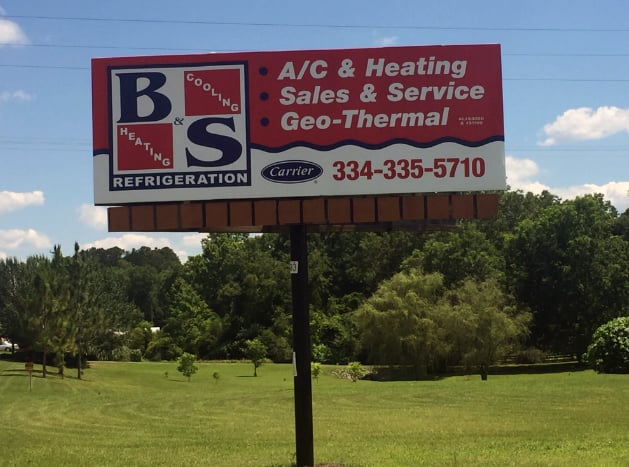 B & S
COOLING
HEATING
REFRIGERATION
• A/C & Heating
• Sales & Service
• Geo-Thermal
Carrier
334-335-5710